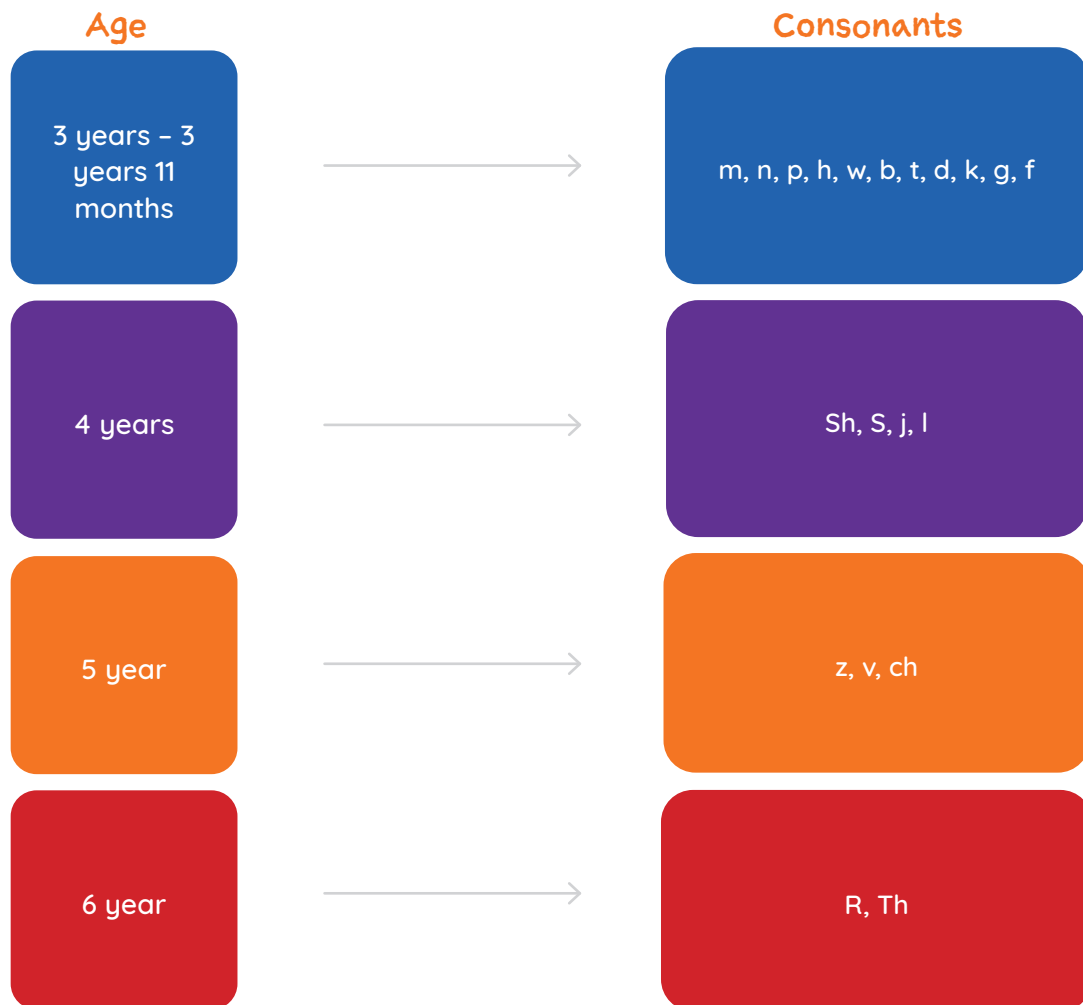 Age
Consonants
3 years – 3
years 11
months
m, n, p, h, w, b, t, d, k, g, f
4 years
Sh, S, j, l
5 year
z, v, ch
6 year
R, Th